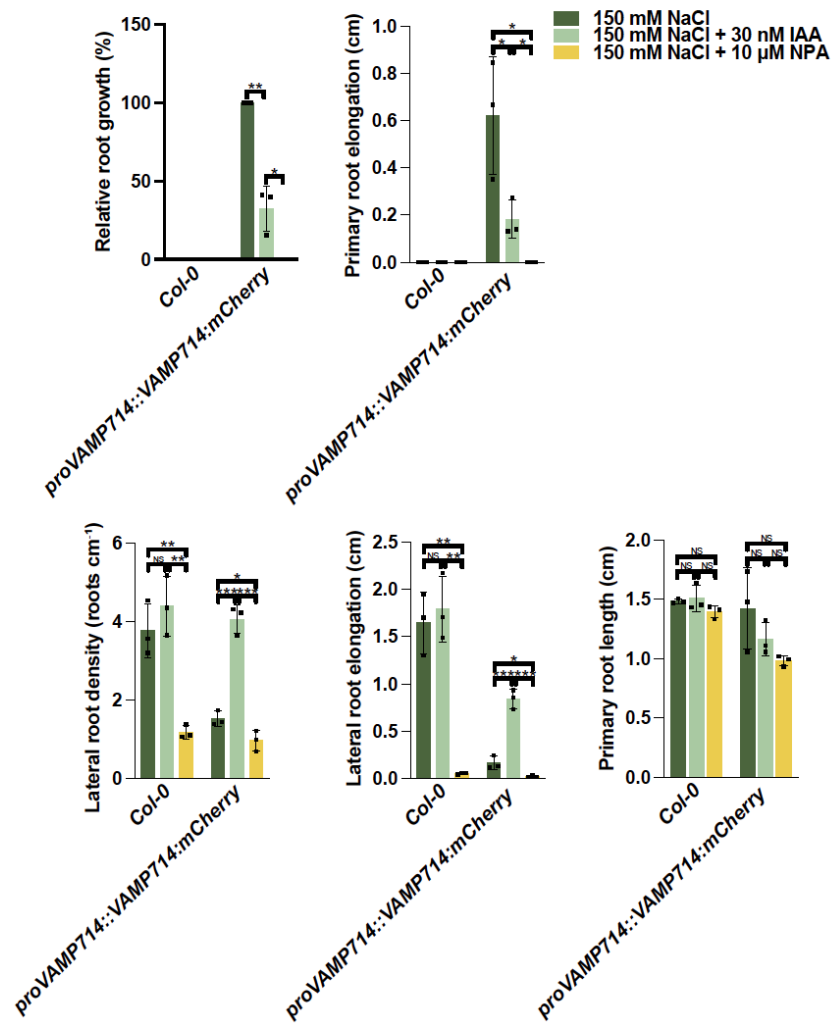 150 mM NaCl
150 mM NaCl + 30 nM IAA
150 mM NaCl + 10 µM NPA
Relative root growth (%)
150
100
50
0
**
*
Col-0
proVAMP714::VAMP714:mCherry
Primary root elongation (cm)
1.0
0.8
0.6
0.4
0.2
0.0
*
* *
Col-0
proVAMP714::VAMP714:mCherry
Lateral root density (roots cm-1)
6
4
2
0
**
NS **
*
******
Col-0
proVAMP714::VAMP714:mCherry
Lateral root elongation (cm)
2.5
2.0
1.5
1.0
0.5
0.0
**
NS **
*
******
Col-0
proVAMP714::VAMP714:mCherry
Primary root length (cm)
2.0
1.5
1.0
0.5
0.0
NS
NS NS
NS
NS NS
Col-0
proVAMP714::VAMP714:mCherry